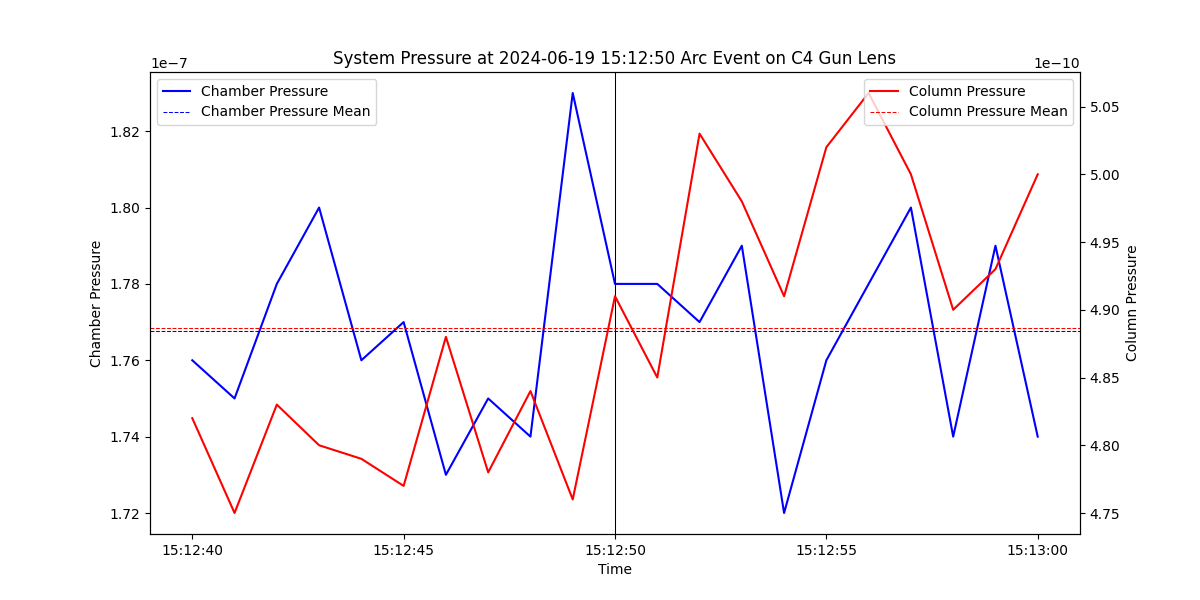 System Pressure at 2024-06-19 15:12:50 Arc Event on C4 Gun Lens
1e−7
1e−10
Chamber Pressure
Chamber Pressure Mean
Column Pressure
Column Pressure Mean
1.82
1.80
1.78
1.76
1.74
1.72
Chamber Pressure
5.05
5.00
4.95
4.90
4.85
4.80
4.75
Column Pressure
15:12:40
15:12:45
15:12:50
15:12:55
15:13:00
Time